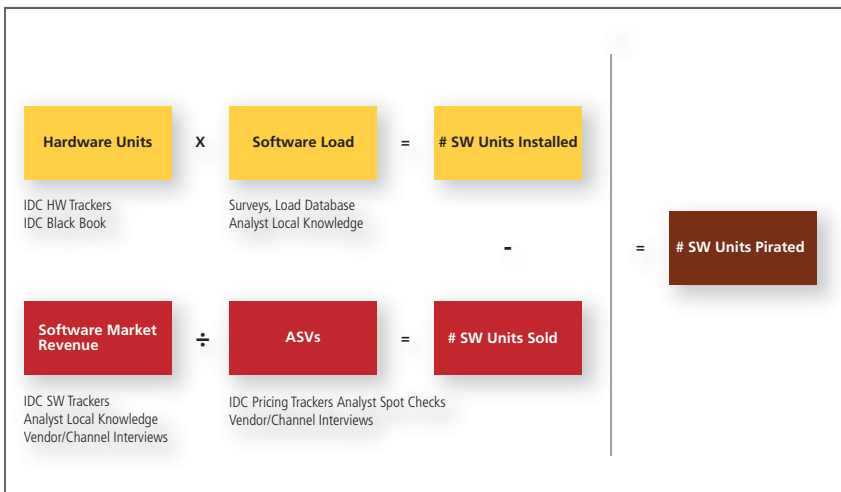 Hardware Units
X
Software Load
=
# SW Units Installed
IDC HW Trackers
IDC Black Book
Surveys, Load Database
Analyst Local Knowledge
-
=
# SW Units Pirated
Software Market
Revenue
÷
ASVs
=
# SW Units Sold
IDC SW Trackers
Analyst Local Knowledge
Vendor/Channel Interviews
IDC Pricing Trackers Analyst Spot Checks
Vendor/Channel Interviews